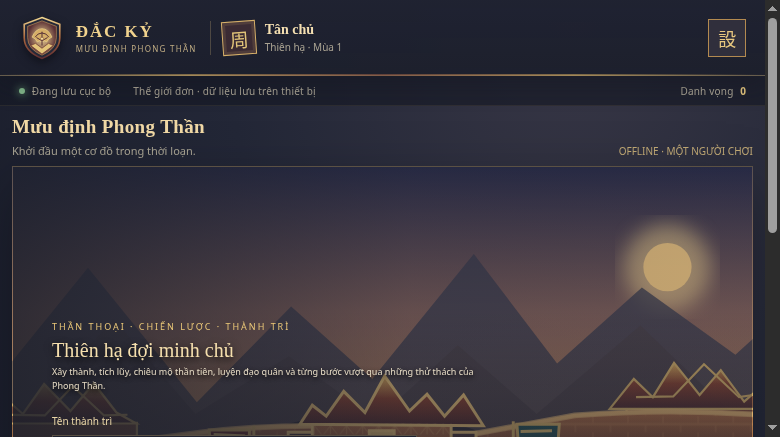 ĐẮC KỶ
MƯU ĐỊNH PHONG THẦN
周
Tân chủ
Thiên hạ · Mùa 1
設
Đang lưu cục bộ
Thế giới đơn · dữ liệu lưu trên thiết bị
Danh vọng 0
Mưu định Phong Thần
Khởi đầu một cơ đồ trong thời loạn.
OFFLINE · MỘT NGƯỜI CHƠI
THẦN THOẠI · CHIẾN LƯỢC · THÀNH TRÌ
Thiên hạ đợi minh chủ
Xây thành, tích lũy, chiêu mộ thần tiên, luyện đạo quân và từng bước vượt qua những thử thách của
Phong Thần.
Tên thành trì